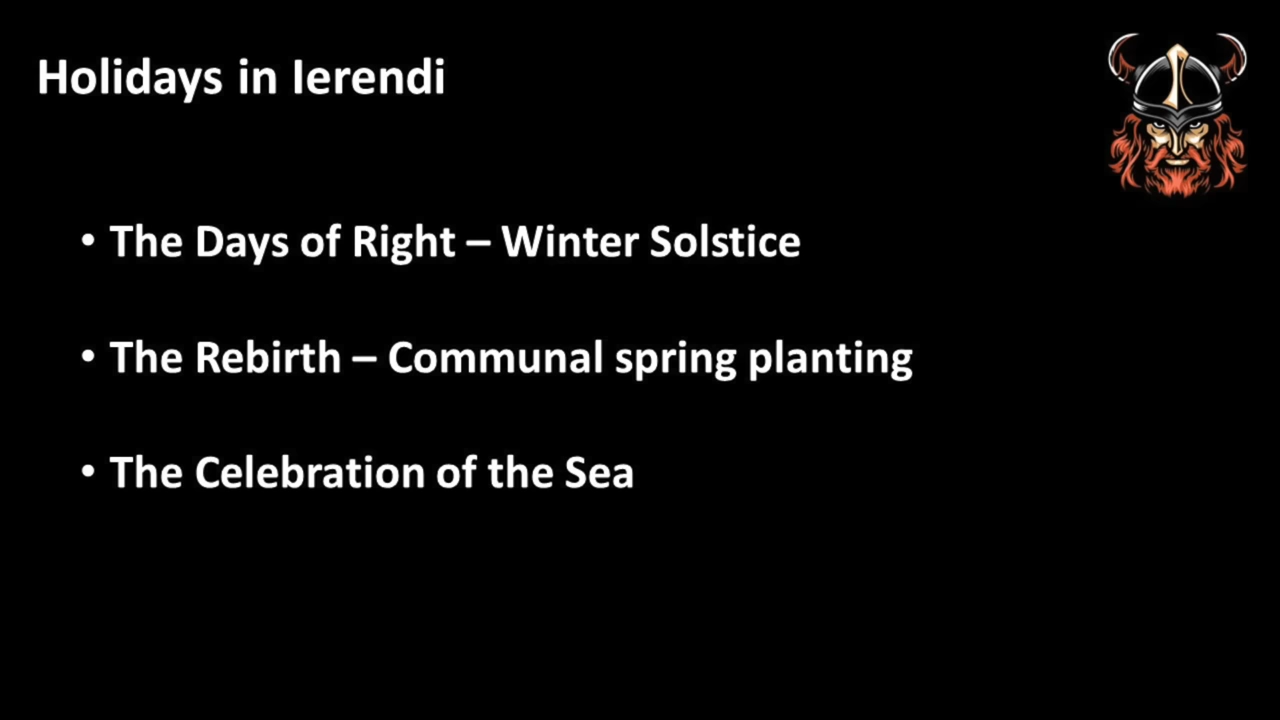 Holidays in Ierendi
• The Days of Right – Winter Solstice
• The Rebirth – Communal spring planting
• The Celebration of the Sea